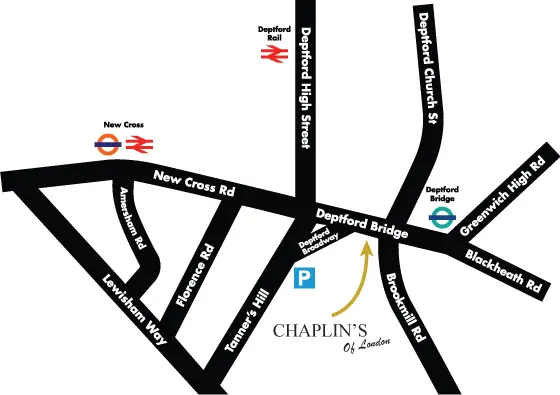 Deptford
Rail
Deptford High Street
Deptford Church St
New Cross
New Cross Rd
Amersham Rd
Florence Rd
Lewisham Way
Tanner's Hill
Deptford Bridge
Deptford
Broadway
P
Deptford
Bridge
Greenwich High Rd
Blackheath Rd
Brookmill Rd
CHAPLIN'S
Of London